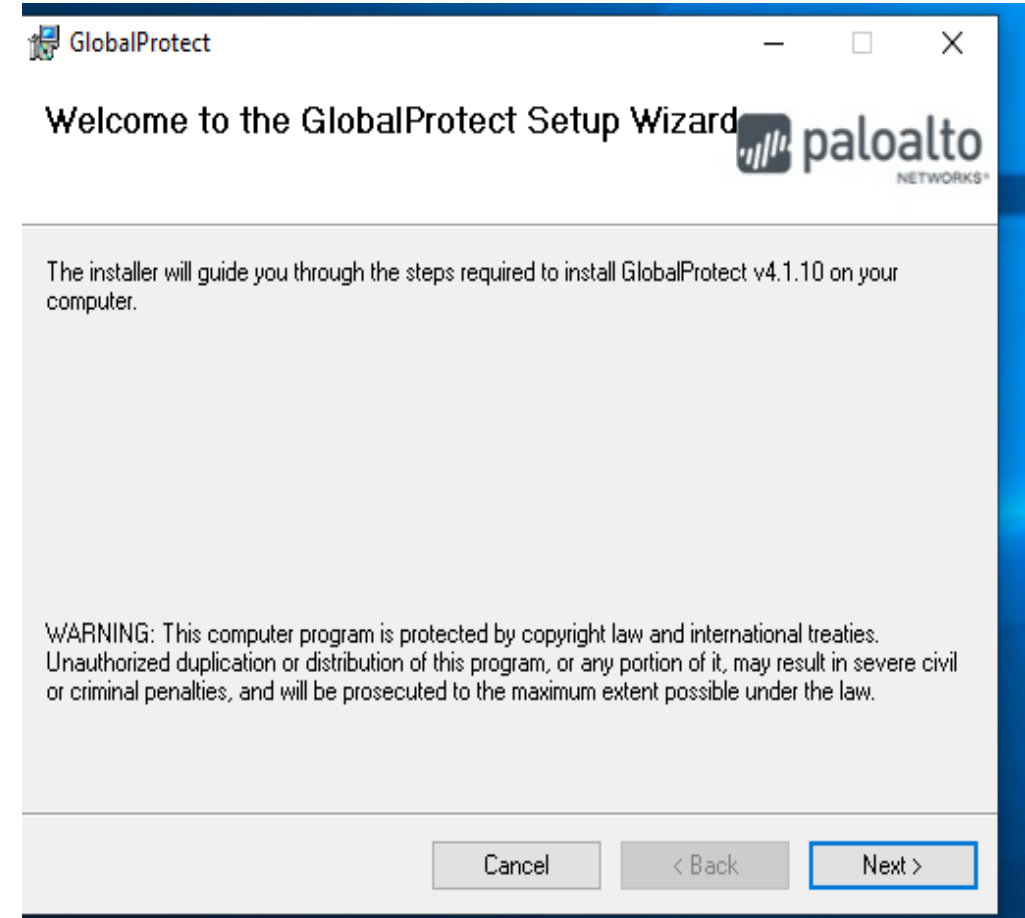 GlobalProtect
Welcome to the GlobalProtect Setup Wizard
paloalto
NETWORKS®
The installer will guide you through the steps required to install GlobalProtect v4.1.10 on your
computer.
WARNING: This computer program is protected by copyright law and international treaties.
Unauthorized duplication or distribution of this program, or any portion of it, may result in severe civil
or criminal penalties, and will be prosecuted to the maximum extent possible under the law.
Cancel
< Back
Next >